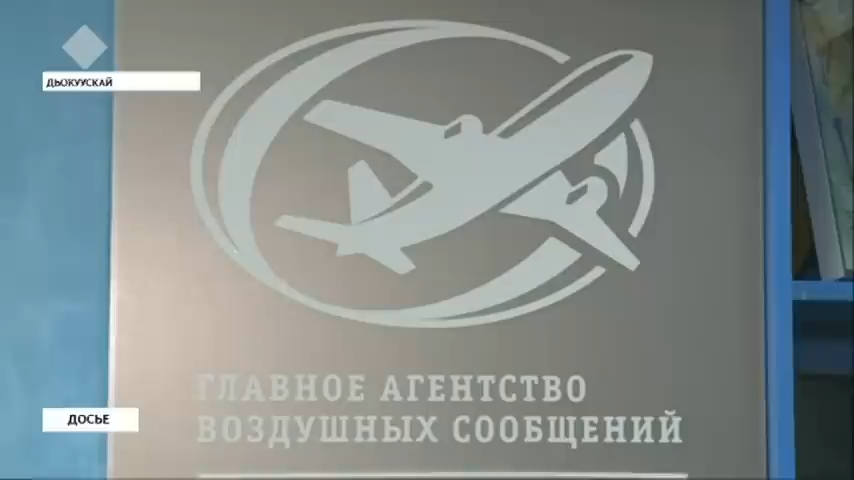 ДЬОКУУСКАЙ
ГЛАВНОЕ АГЕНТСТВО
ВОЗДУШНЫХ СООБЩЕНИЙ
ДОСЬЕ